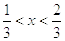 1/3 < x < 2/3